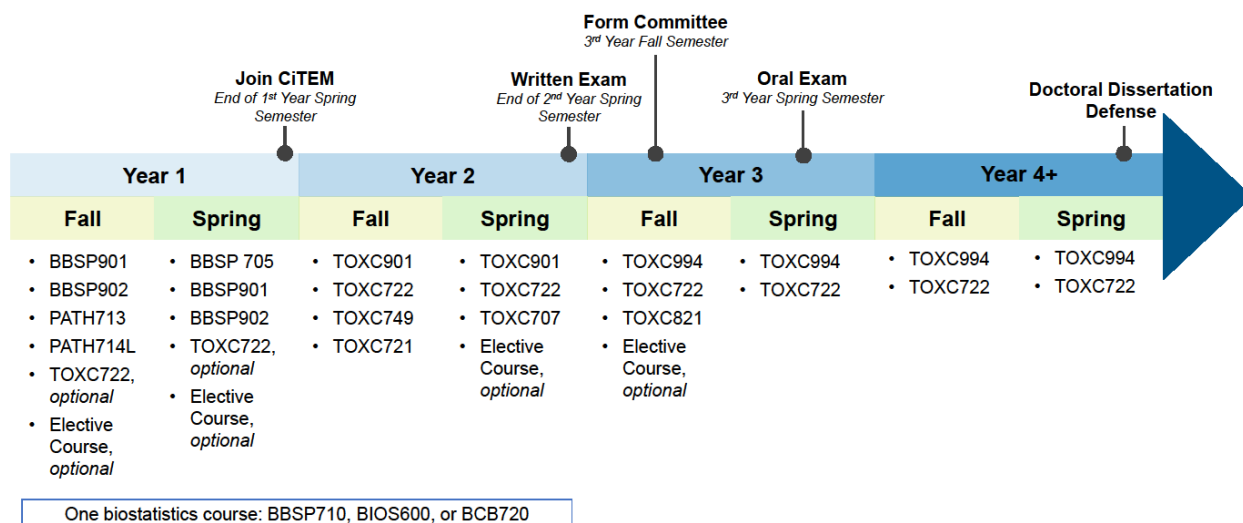 Form Committee
3rd Year Fall Semester
Join CiTEM
End of 1st Year Spring
Semester
Written Exam
End of 2nd Year Spring
Semester
Oral Exam
3rd Year Spring Semester
Doctoral Dissertation
Defense
Year 1
Year 2
Year 3
Year 4+
Fall
Spring
Fall
Spring
Fall
Spring
Fall
Spring
• BBSP901
• BBSP902
• PATH713
• PATH714L
• TOXC722,
optional
• Elective
Course,
optional
• BBSP 705
• BBSP901
• BBSP902
• TOXC722,
optional
• Elective
Course,
optional
• TOXC901
• TOXC722
• TOXC749
• TOXC721
• TOXC901
• TOXC722
• TOXC707
• Elective
Course,
optional
• TOXC994
• TOXC722
• TOXC821
• Elective
Course,
optional
• TOXC994
• TOXC722
• TOXC994
• TOXC722
• TOXC994
• TOXC722
One biostatistics course: BBSP710, BIOS600, or BCB720